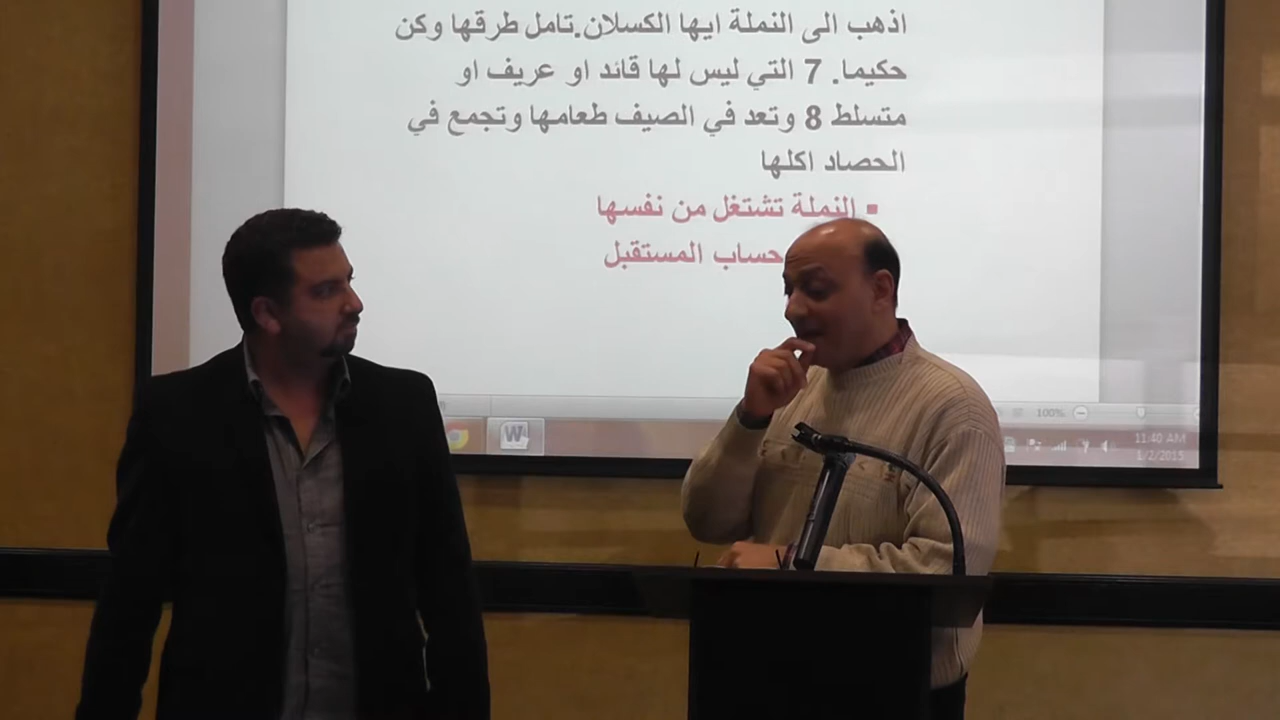 اذهب الى النملة ايها الكسلان.تامل طرقها وكن
حكيما. 7 التي ليس لها قائد او عريف او
متسلط 8 وتعد في الصيف طعامها وتجمع في
الحصاد اكلها
▪ النملة تشتغل من نفسها
حساب المستقبل
100%
W
11:40 AM
1/2/2015